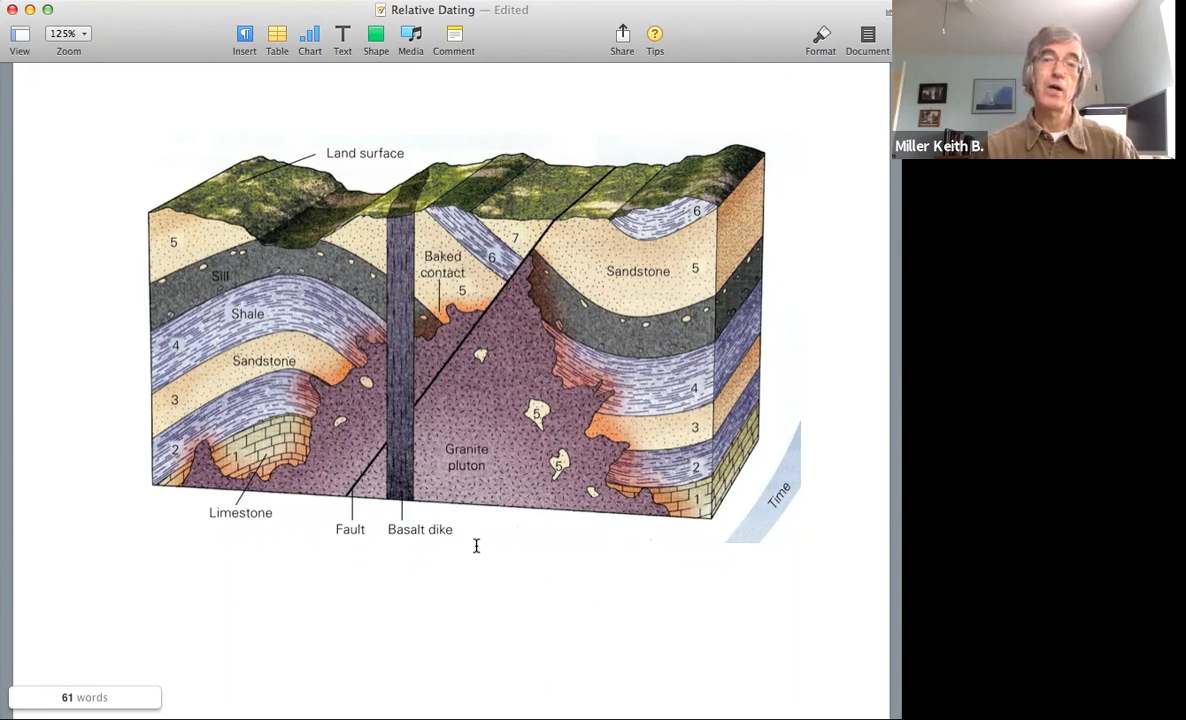 Relative Dating — Edited
125%
View
Zoom
Insert
Table
Chart
Text
Shape
Media
Comment
Share
Tips
Format
Document
Miller Keith B.
Land surface
5
Sill
Shale
4
Sandstone
3
2
1
Baked
contact
5
6
7
6
Sandstone
5
4
3
2
1
5
5
Granite
pluton
Limestone
Fault
Basalt dike
Time
61 words